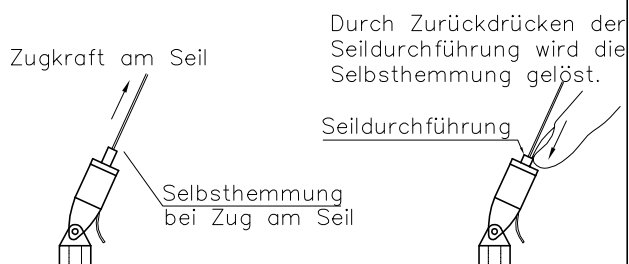 Zugkraft am Seil
Selbsthemmung
bei Zug am Seil
Durch Zurückdrücken der
Seildurchführung wird die
Selbsthemmung gelöst.
Seildurchführung